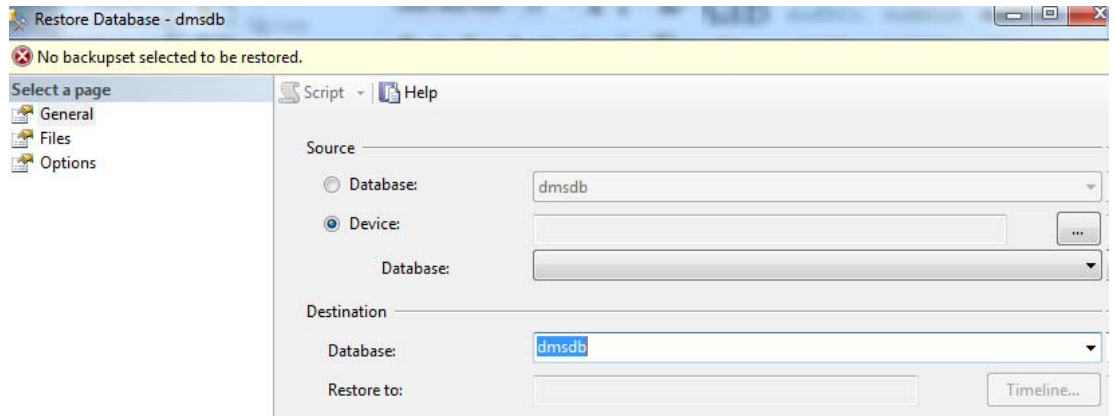 Restore Database - dmsdb
No backupset selected to be restored.
Select a page
General
Files
Options
Script
Help
Source
Database:
dmsdb
Device:
...
Database:
Destination
Database:
dmsdb
Restore to:
Timeline...